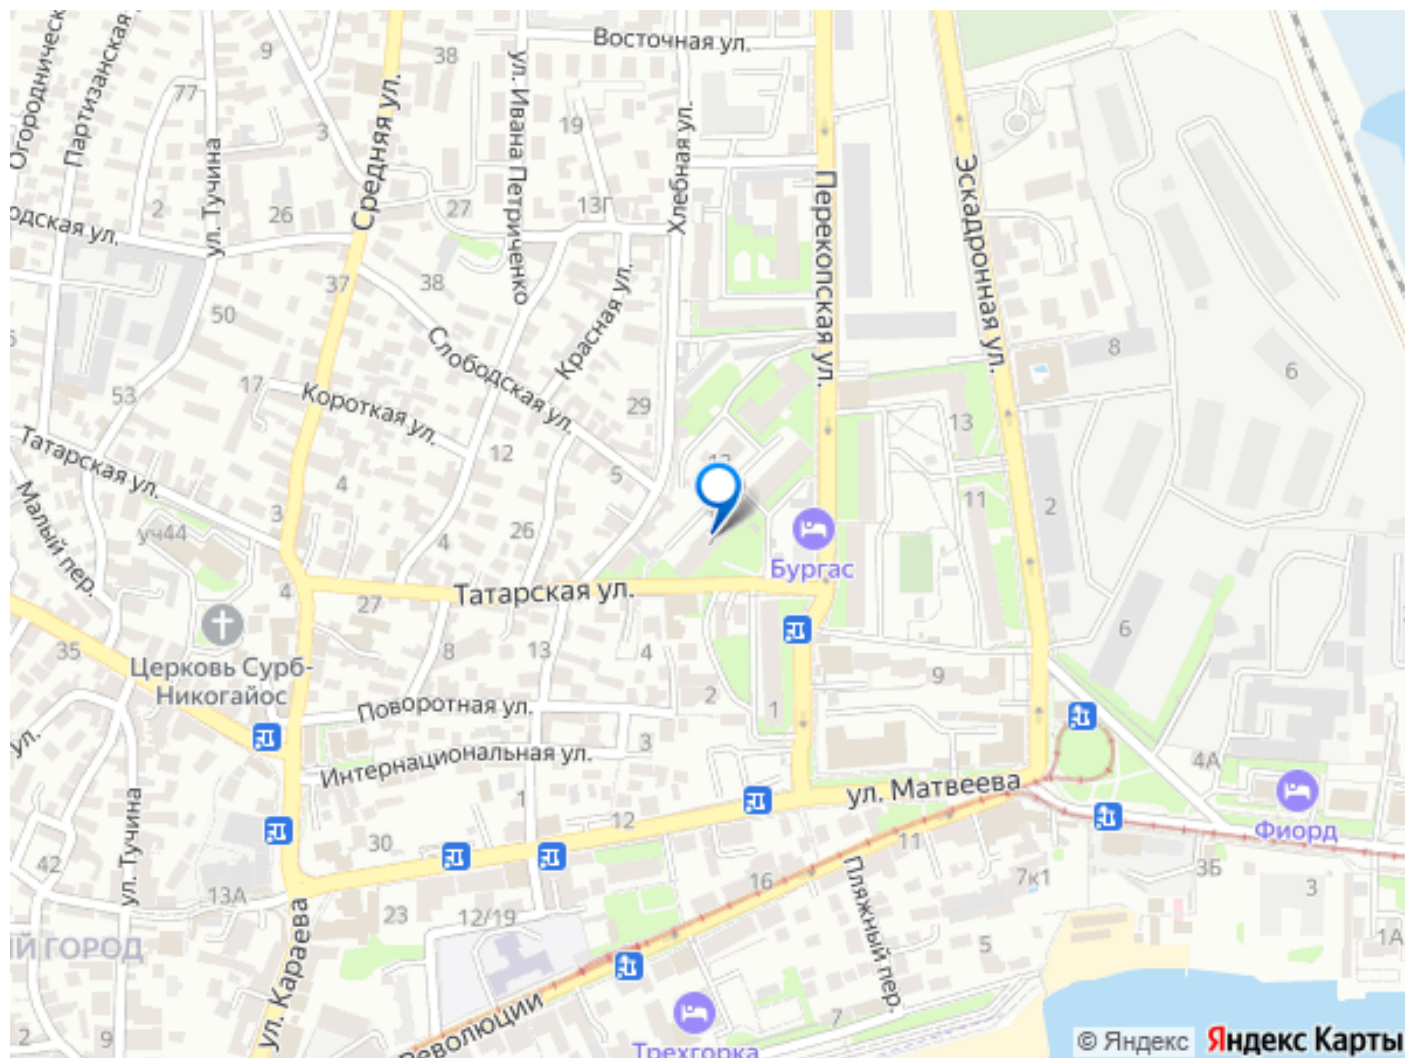 Огородническ
Партизанская
9
38
ул. Ивана Петриченко
Восточная ул.
77
3
Средняя ул.
19
Хлебная ул.
ул. Тучина
Перекопская ул.
Эскадронная ул.
2
26
27
13Г
одская ул.
37
38
50
Красная ул.
Слободская ул.
8
6
17
Короткая ул.
53
29
13
Татарская ул.
12
5
4
Малый пер.
11
2
3
уч44
26
4
Бургас
4
27
Татарская ул.
6
35
8
13
4
Церковь Сурб-
Никогайос
9
2
1
Поворотная ул.
ул.
3
Интернациональная ул.
4А
ул. Матвеева
1
ул. Тучина
12
Фиорд
30
11
42
Пляжный пер.
3Б
13А
16
7к1
3
23
12/19
ул. Караева
5
1А
ИЙ ГОРОД
Революции
7
2
9
Трехгорка
© Яндекс Яндекс Карты